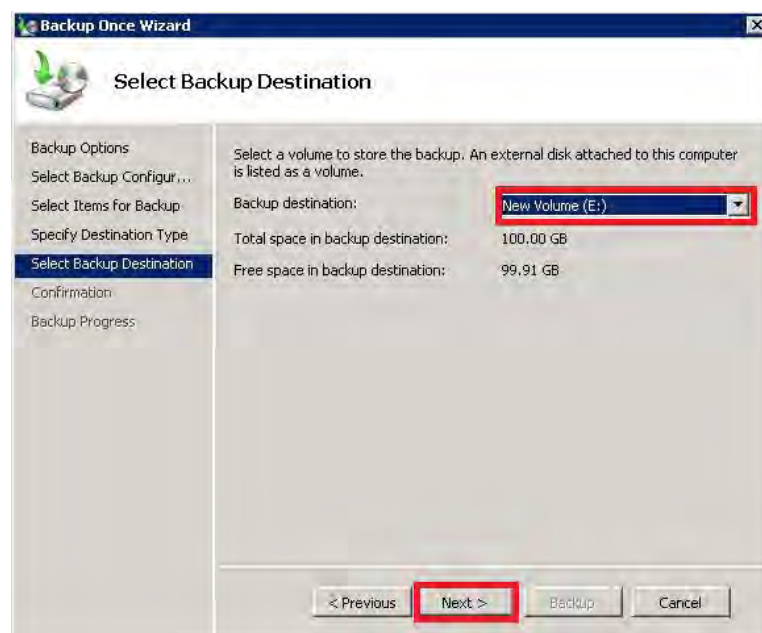 Backup Once Wizard
Select Backup Destination
Backup Options
Select Backup Configur...
Select Items for Backup
Specify Destination Type
Select Backup Destination
Confirmation
Backup Progress
Select a volume to store the backup. An external disk attached to this computer
is listed as a volume.
Backup destination: New Volume (E:)
Total space in backup destination: 100.00 GB
Free space in backup destination: 99.91 GB
< Previous Next > Backup Cancel